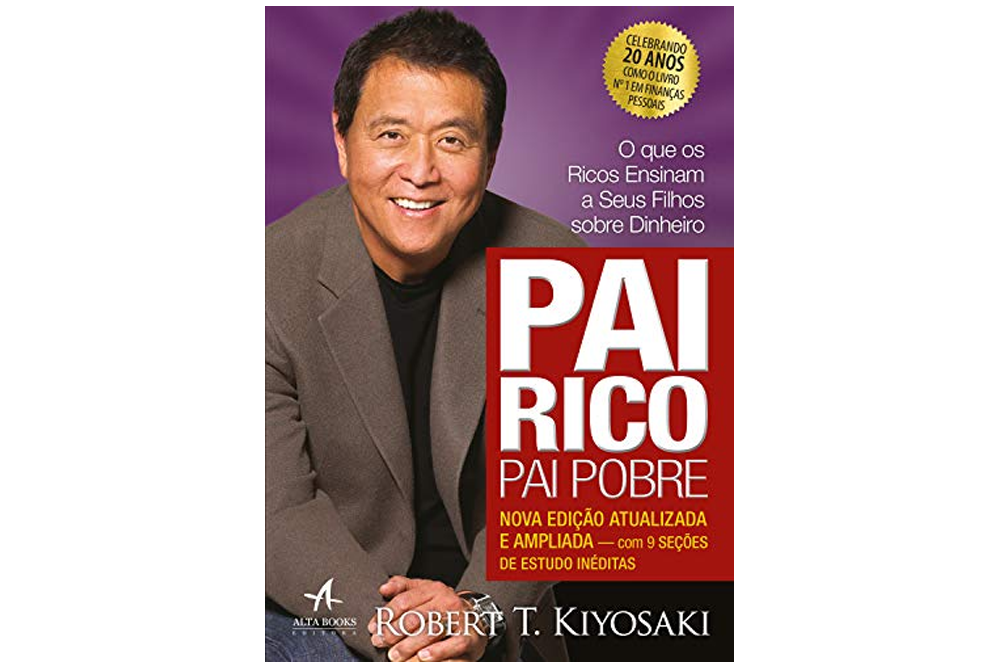 CELEBRANDO
20 ANOS
COMO O LIVRO
Nº 1 EM FINANÇAS
PESSOAIS
O que os
Ricos Ensinam
a Seus Filhos
sobre Dinheiro
PAI
RICO
PAI POBRE
NOVA EDIÇÃO ATUALIZADA
E AMPLIADA — com 9 SEÇÕES
DE ESTUDO INÉDITAS
ALTA BOOKS
EDITORA
ROBERT T. KIYOSAKI